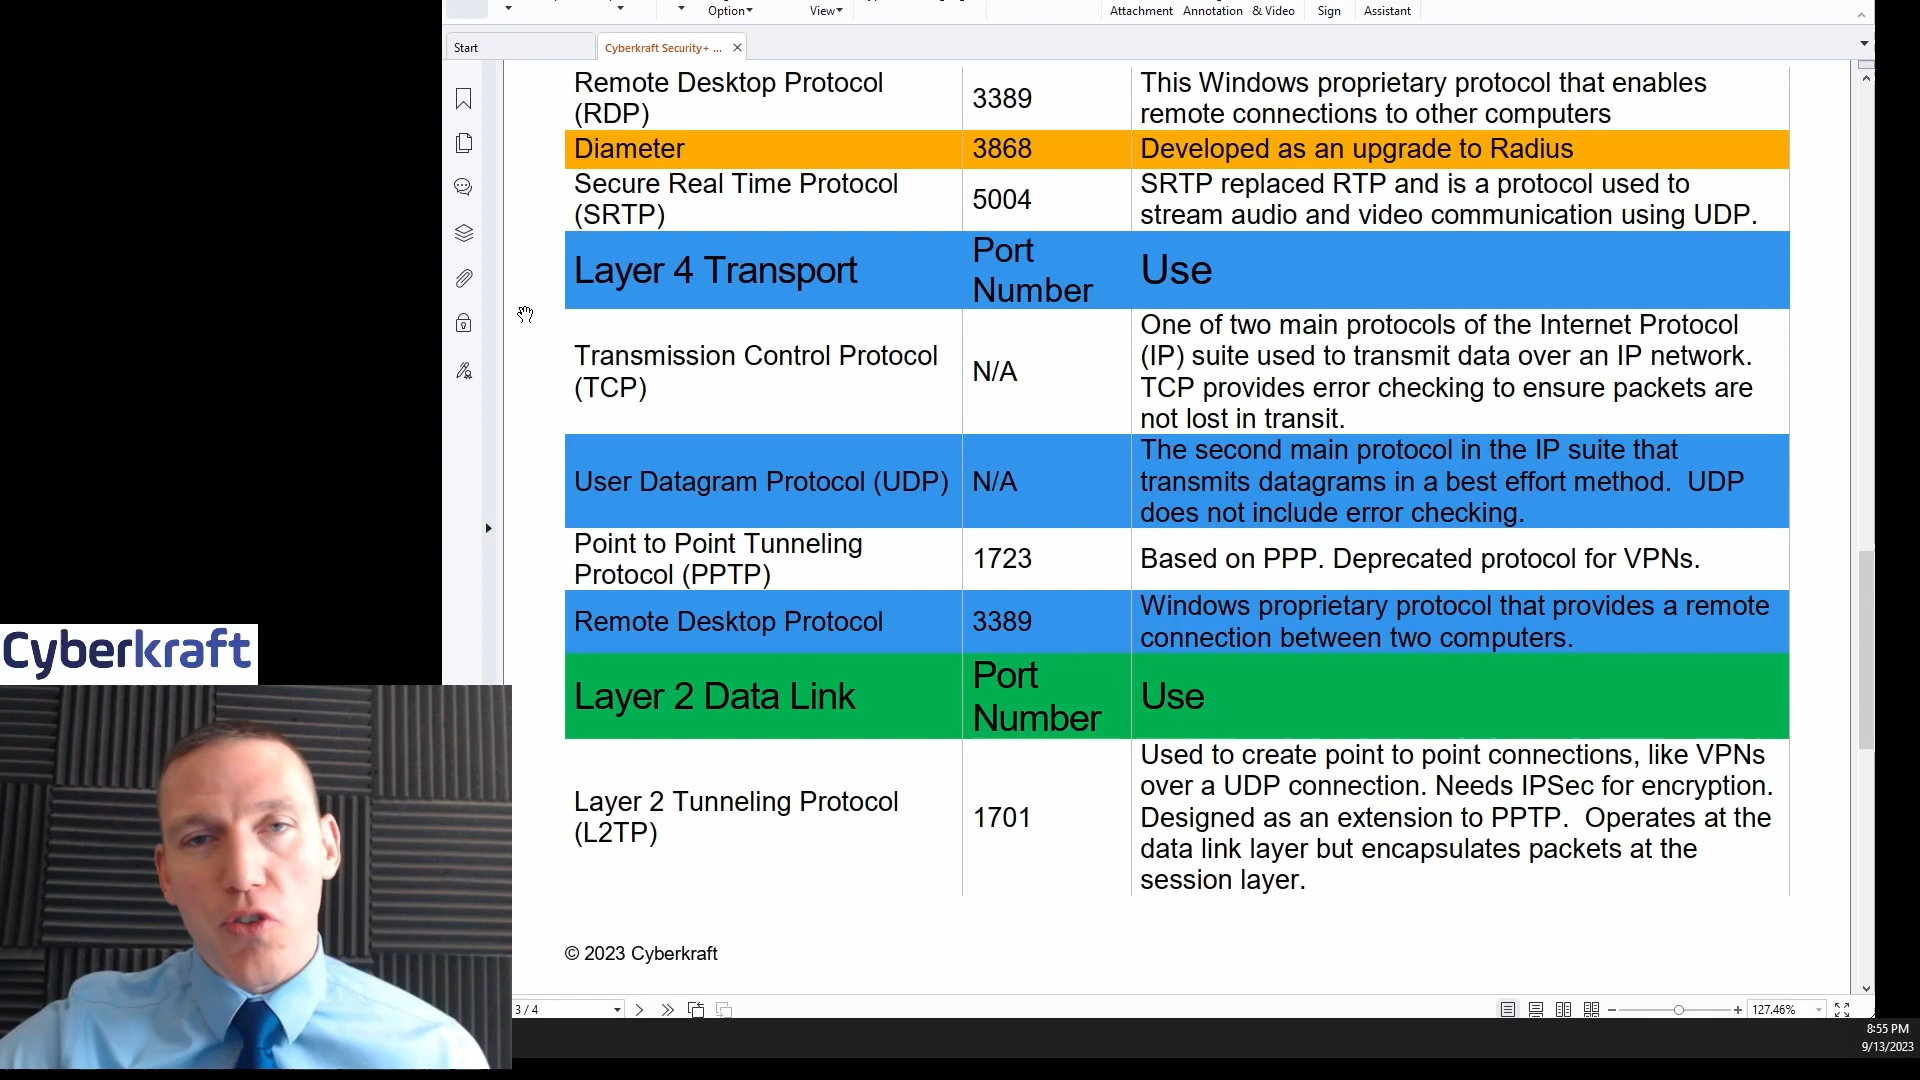 Option
View
Attachment
Annotation
& Video
Sign
Assistant
Start
Cyberkraft Security+ ...
Remote Desktop Protocol
(RDP)
3389
This Windows proprietary protocol that enables
remote connections to other computers
Diameter
3868
Developed as an upgrade to Radius
Secure Real Time Protocol
(SRTP)
5004
SRTP replaced RTP and is a protocol used to
stream audio and video communication using UDP.
Layer 4 Transport
Port
Number
Use
Transmission Control Protocol
(TCP)
N/A
One of two main protocols of the Internet Protocol
(IP) suite used to transmit data over an IP network.
TCP provides error checking to ensure packets are
not lost in transit.
User Datagram Protocol (UDP)
N/A
The second main protocol in the IP suite that
transmits datagrams in a best effort method.  UDP
does not include error checking.
Point to Point Tunneling
Protocol (PPTP)
1723
Based on PPP. Deprecated protocol for VPNs.
Remote Desktop Protocol
3389
Windows proprietary protocol that provides a remote
connection between two computers.
Layer 2 Data Link
Port
Number
Use
Layer 2 Tunneling Protocol
(L2TP)
1701
Used to create point to point connections, like VPNs
over a UDP connection. Needs IPSec for encryption.
Designed as an extension to PPTP.  Operates at the
data link layer but encapsulates packets at the
session layer.
© 2023 Cyberkraft
Cyberkraft
3 / 4
127.46%
8:55 PM
9/13/2023